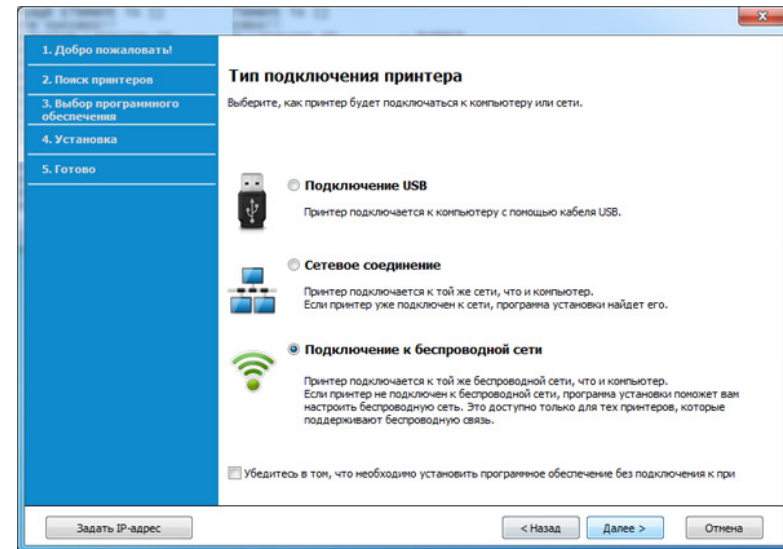 1. Добро пожаловать!
2. Поиск принтеров
3. Выбор программного
обеспечения
4. Установка
5. Готово
Тип подключения принтера
Выберите, как принтер будет подключаться к компьютеру или сети.
Подключение USB
Принтер подключается к компьютеру с помощью кабеля USB.
Сетевое соединение
Принтер подключается к той же сети, что и компьютер.
Если принтер уже подключен к сети, программа установки найдет его.
Подключение к беспроводной сети
Принтер подключается к той же беспроводной сети, что и компьютер.
Если принтер не подключен к беспроводной сети, программа установки поможет вам
настроить беспроводную сеть. Это доступно только для тех принтеров, которые
поддерживают беспроводную связь.
Убедитесь в том, что необходимо установить программное обеспечение без подключения к при
Задать IP-адрес
< Назад
Далее >
Отмена